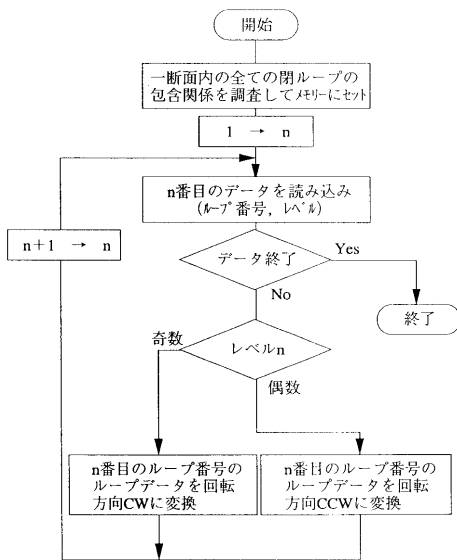 開始
一断面内の全ての閉ループの
包含関係を調査してﾒﾓﾘｰにセット
1 → n
n番目のデータを読み込み
(ﾙｰﾌﾟ番号, ﾚﾍﾞﾙ)
n+1 → n
データ終了
Yes
No
終了
奇数
レベルn
偶数
n番目のループ番号の
ループデータを回転
方向CWに変換
n番目のループ番号の
ループデータを回転
方向CCWに変換